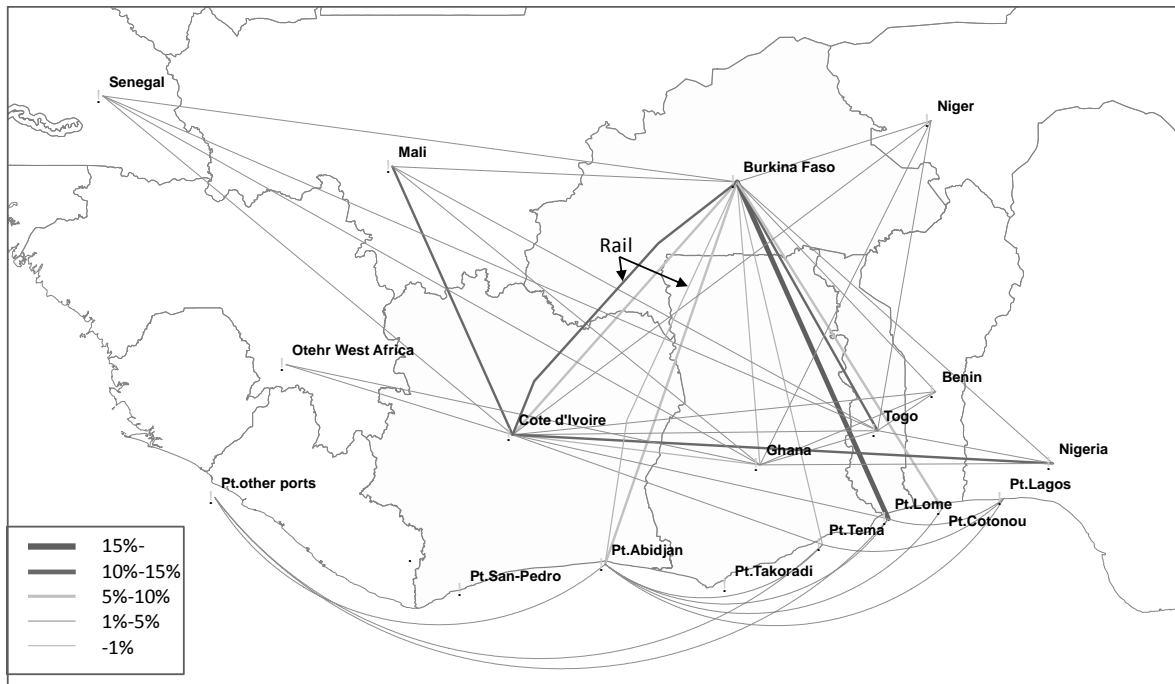 Senegal
Niger
Mali
Burkina Faso
Rail
Otehr West Africa
Benin
Cote d'Ivoire
Togo
Ghana
Nigeria
Pt.other ports
Pt.Lagos
Pt.Lome
Pt.Cotonou
Pt.Tema
Pt.Abidjan
Pt.San-Pedro
Pt.Takoradi
15%-
10%-15%
5%-10%
1%-5%
-1%